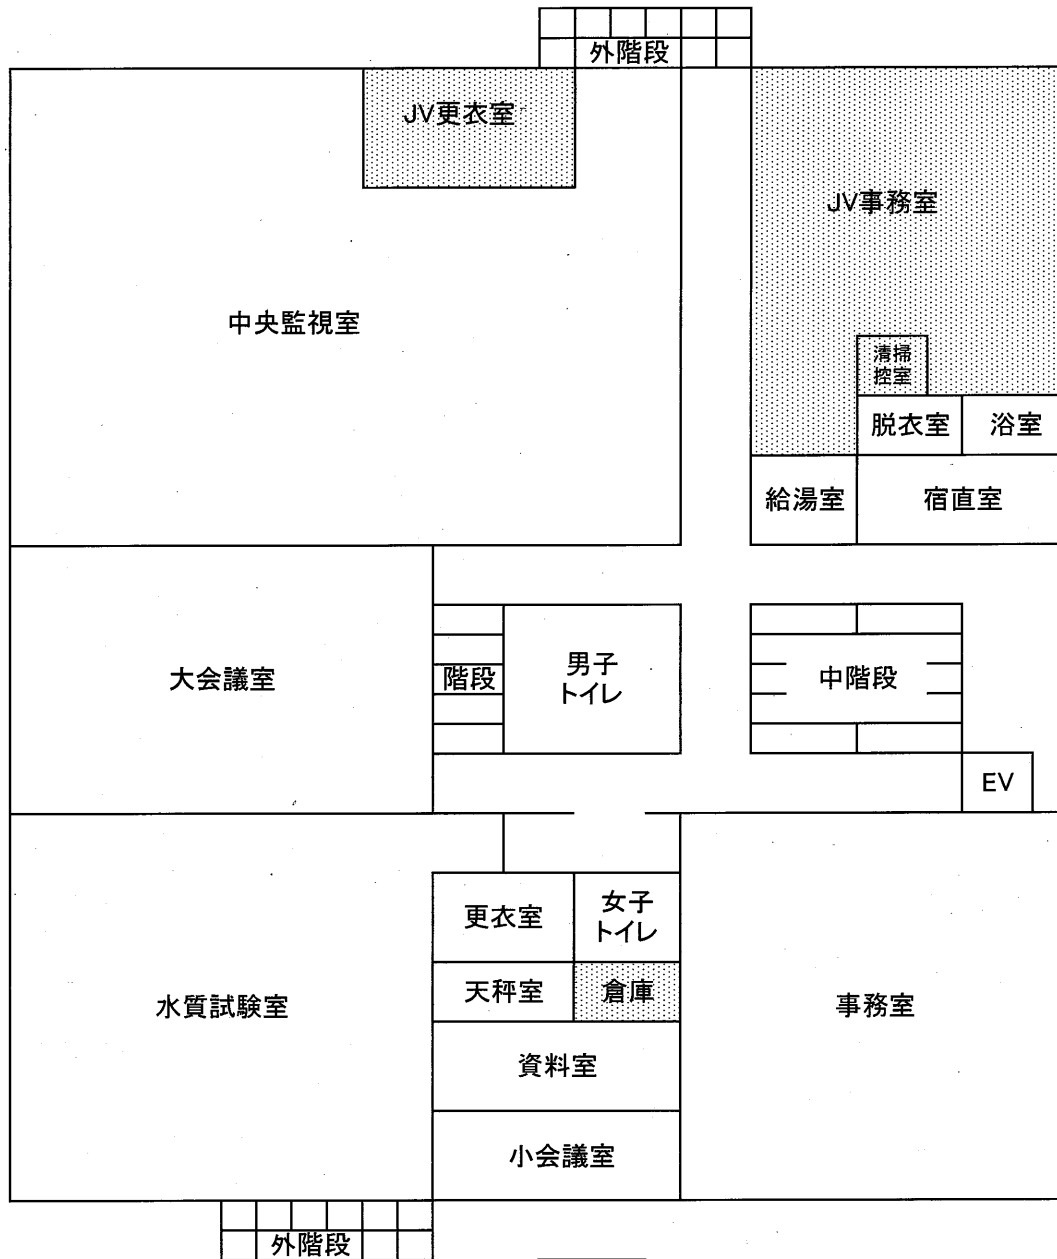 外階段
JV更衣室
JV事務室
中央監視室
清掃
控室
脱衣室
浴室
給湯室
宿直室
大会議室
階段
男子
トイレ
中階段
EV
更衣室
女子
トイレ
水質試験室
天秤室
倉庫
事務室
資料室
小会議室
外階段